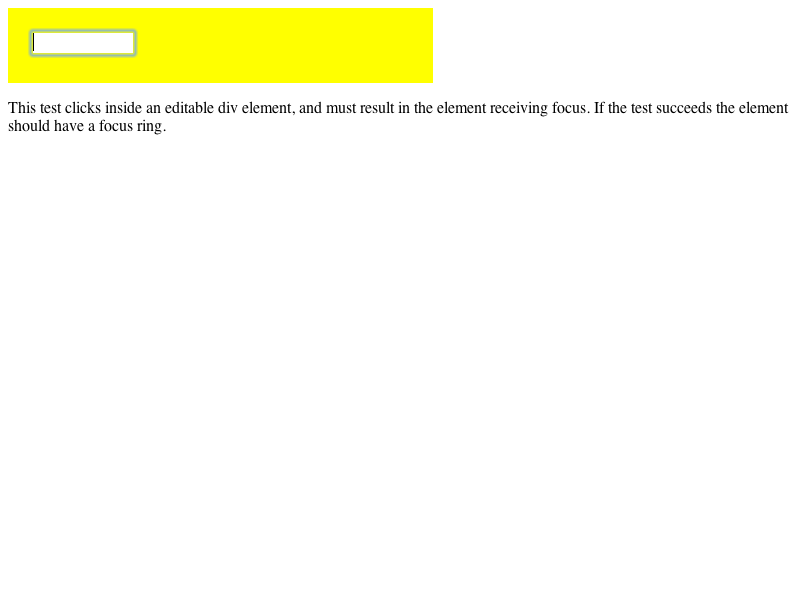 This test clicks inside an editable div element, and must result in the element receiving focus. If the test succeeds the element
should have a focus ring.